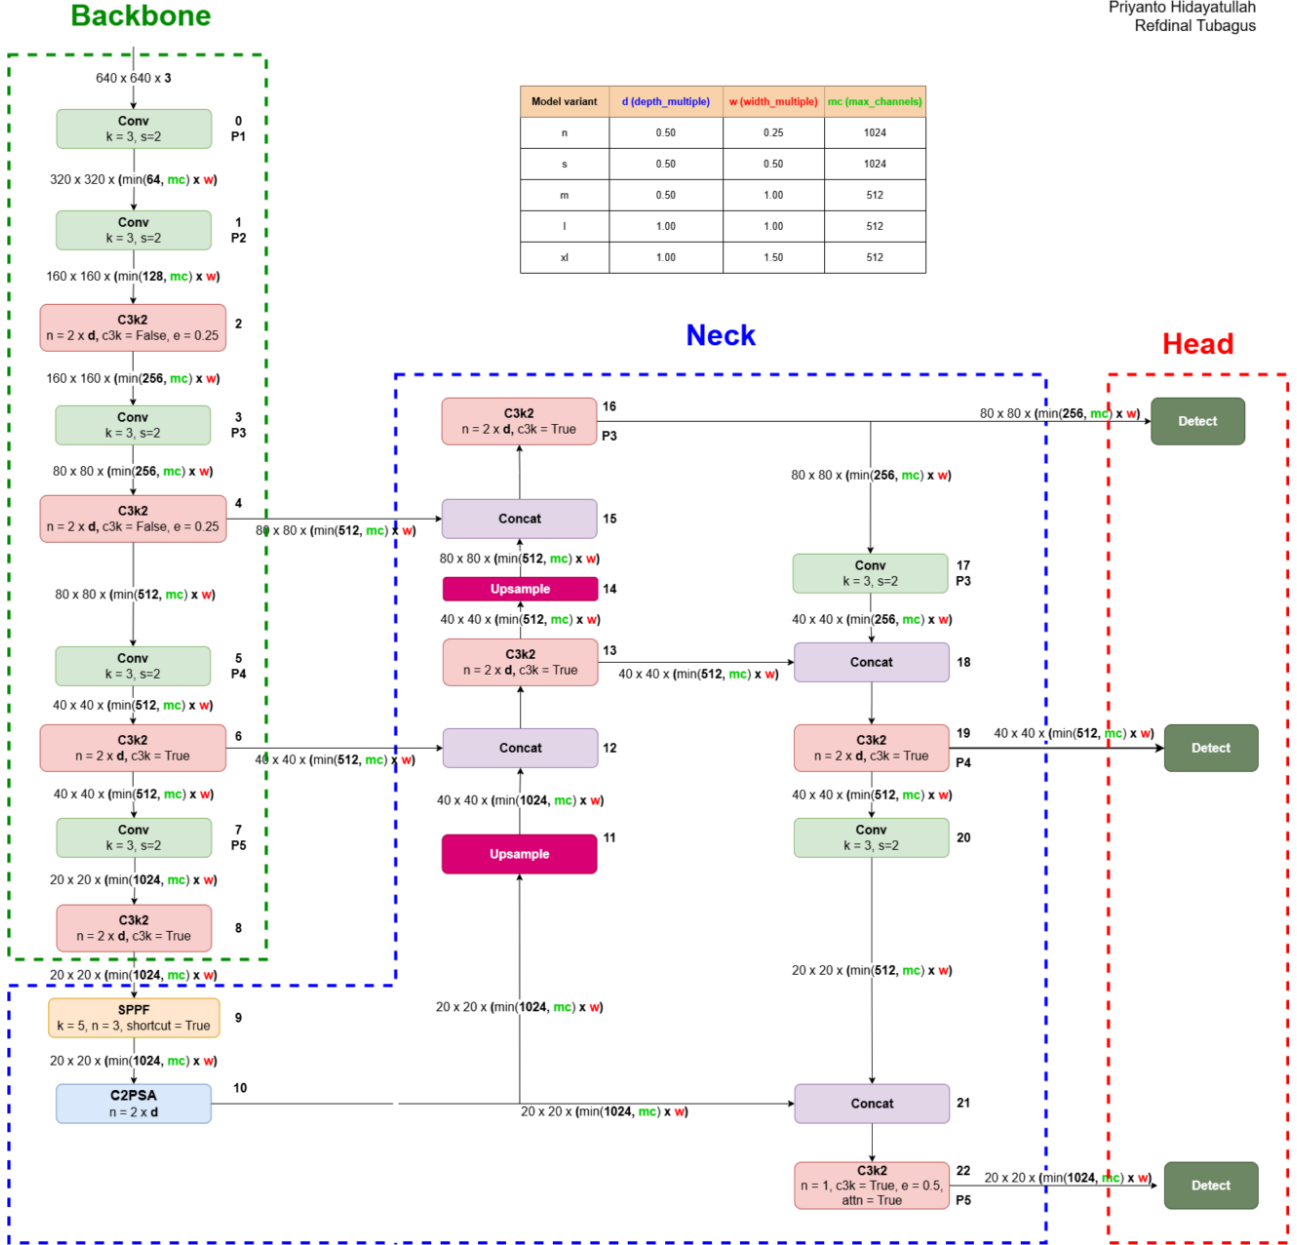 Backbone
Priyanto Hidayatullah
Refdinal Tubagus
640 x 640 x 3
Conv
k = 3, s=2
0
P1
320 x 320 x (min(64, mc) x w)
Conv
k = 3, s=2
1
P2
160 x 160 x (min(128, mc) x w)
C3k2
n = 2 x d, c3k = False, e = 0.25
2
160 x 160 x (min(256, mc) x w)
Conv
k = 3, s=2
3
P3
80 x 80 x (min(256, mc) x w)
C3k2
n = 2 x d, c3k = False, e = 0.25
4
80 x 80 x (min(512, mc) x w)
80 x 80 x (min(512, mc) x w)
Conv
k = 3, s=2
5
P4
40 x 40 x (min(512, mc) x w)
C3k2
n = 2 x d, c3k = True
6
40 x 40 x (min(512, mc) x w)
40 x 40 x (min(512, mc) x w)
Conv
k = 3, s=2
7
P5
20 x 20 x (min(1024, mc) x w)
C3k2
n = 2 x d, c3k = True
8
20 x 20 x (min(1024, mc) x w)
SPPF
k = 5, n = 3, shortcut = True
9
20 x 20 x (min(1024, mc) x w)
C2PSA
n = 2 x d
10
Model variant d (depth_multiple) w (width_multiple) mc (max_channels)
n 0.50 0.25 1024
s 0.50 0.50 1024
m 0.50 1.00 512
l 1.00 1.00 512
xl 1.00 1.50 512
Neck
C3k2
n = 2 x d, c3k = True
16
P3
Concat
15
80 x 80 x (min(512, mc) x w)
Upsample
14
40 x 40 x (min(512, mc) x w)
C3k2
n = 2 x d, c3k = True
13
40 x 40 x (min(512, mc) x w)
Concat
12
40 x 40 x (min(1024, mc) x w)
Upsample
11
20 x 20 x (min(1024, mc) x w)
20 x 20 x (min(1024, mc) x w)
80 x 80 x (min(256, mc) x w)
80 x 80 x (min(256, mc) x w)
Conv
k = 3, s=2
17
P3
40 x 40 x (min(256, mc) x w)
Concat
18
C3k2
n = 2 x d, c3k = True
19
P4
40 x 40 x (min(512, mc) x w)
40 x 40 x (min(512, mc) x w)
Conv
k = 3, s=2
20
20 x 20 x (min(512, mc) x w)
Concat
21
C3k2
n = 1, c3k = True, e = 0.5,
attn = True
22
P5
20 x 20 x (min(1024, mc) x w)
Head
Detect
Detect
Detect